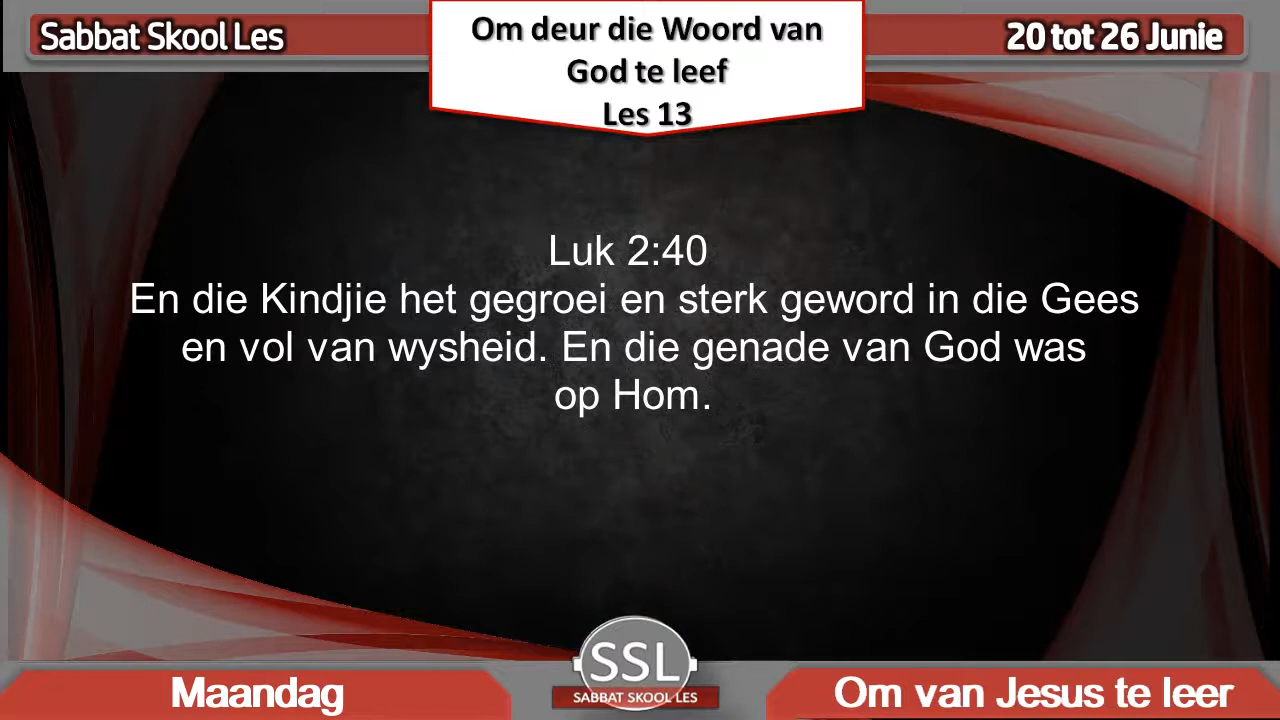 Sabbat Skool Les
Om deur die Woord van
God te leef
Les 13
20 tot 26 Junie
Luk 2:40
En die Kindjie het gegroei en sterk geword in die Gees
en vol van wysheid. En die genade van God was
op Hom.
Maandag
SSL
SABBAT SKOOL LES
Om van Jesus te leer